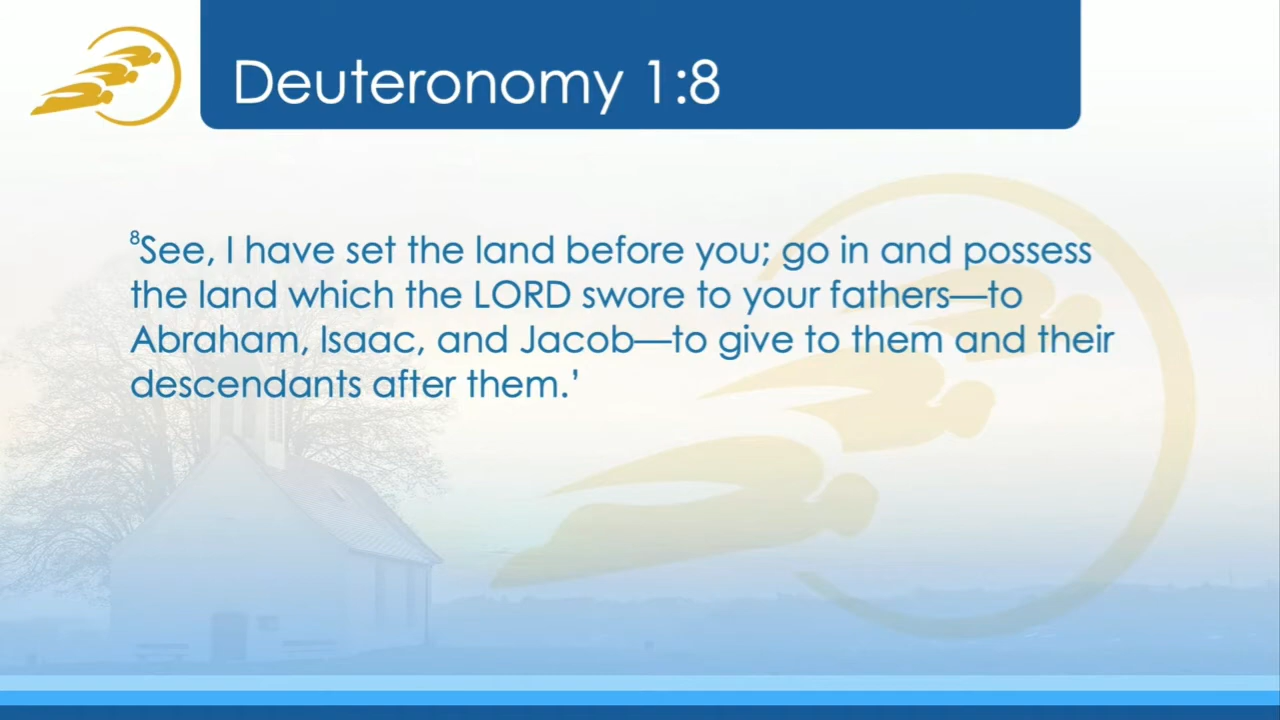 Deuteronomy 1:8
⁸See, I have set the land before you; go in and possess
the land which the LORD swore to your fathers—to
Abraham, Isaac, and Jacob—to give to them and their
descendants after them.’